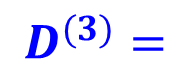 D⁽³⁾ =